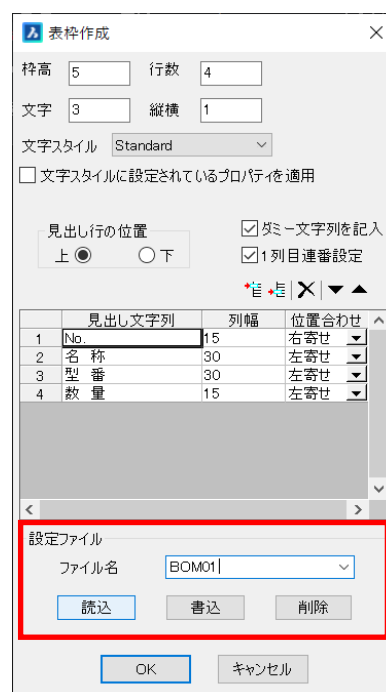 表枠作成
枠高 5 行数 4
文字 3 縦横 1
文字スタイル Standard
文字スタイルに設定されているプロパティを適用
見出し行の位置
上 下
ダミー文字列を記入
1列目連番設定
見出し文字列 列幅 位置合わせ
1 No. 15 右寄せ
2 名 称 30 左寄せ
3 型 番 30 左寄せ
4 数 量 15 左寄せ
設定ファイル
ファイル名 BOM01
読込 書込 削除
OK キャンセル